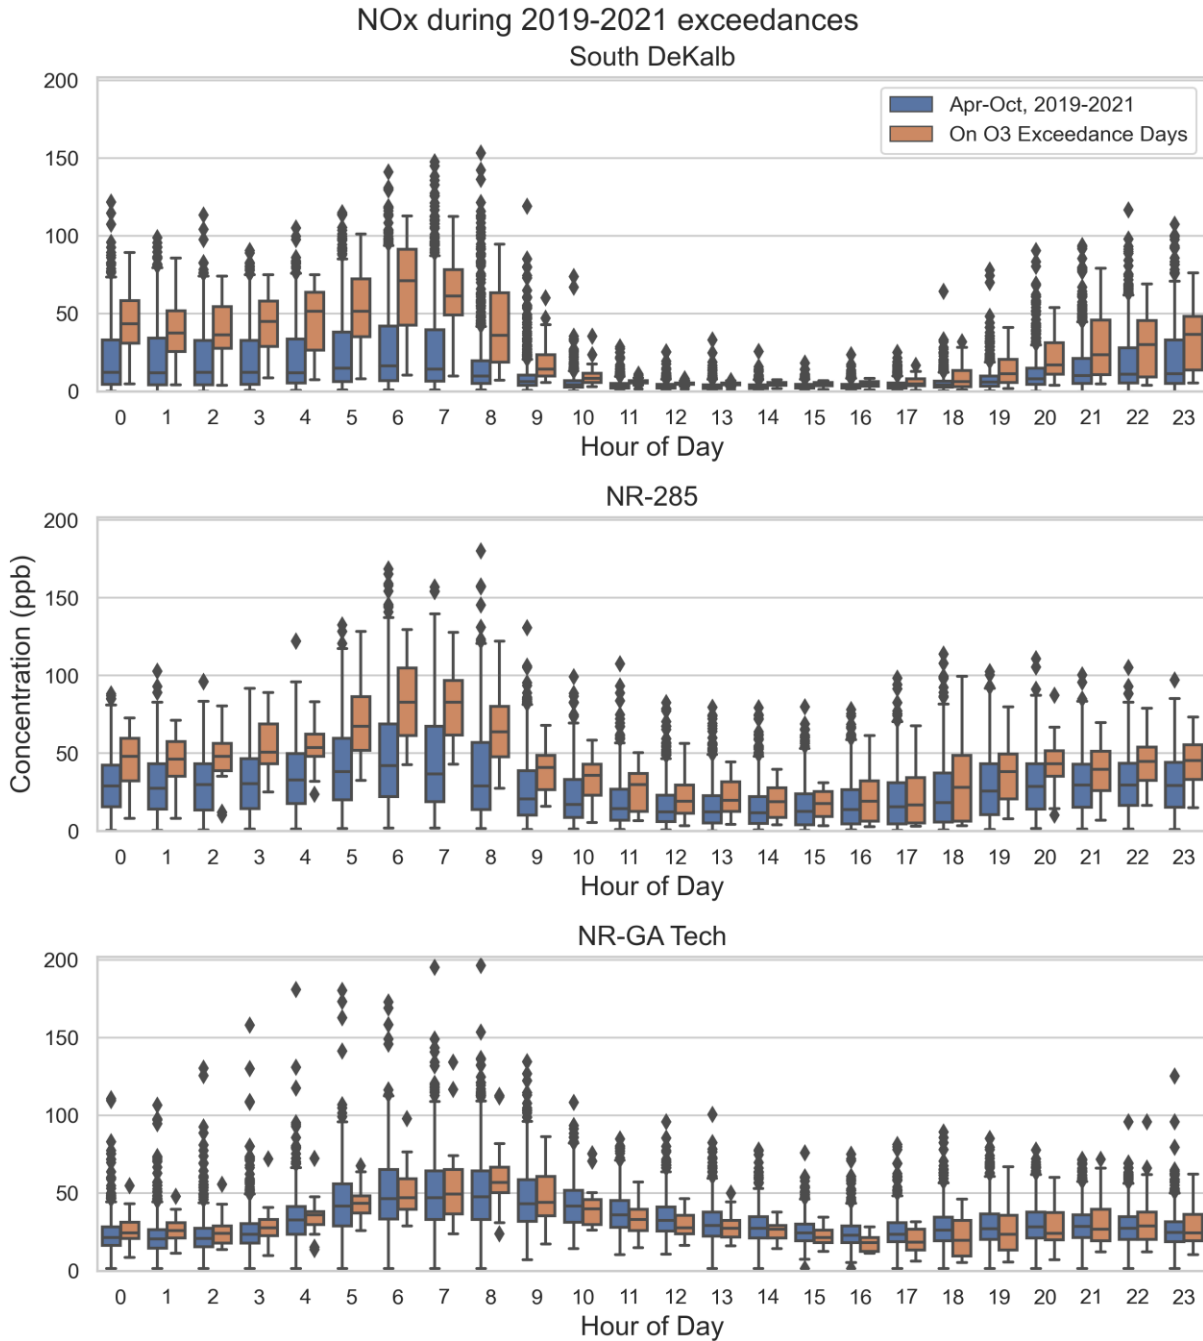 NOx during 2019-2021 exceedances
South DeKalb
200
150
100
50
0
Apr-Oct, 2019-2021
On O3 Exceedance Days
0 1 2 3 4 5 6 7 8 9 10 11 12 13 14 15 16 17 18 19 20 21 22 23
Hour of Day
NR-285
Concentration (ppb)
200
150
100
50
0
0 1 2 3 4 5 6 7 8 9 10 11 12 13 14 15 16 17 18 19 20 21 22 23
Hour of Day
NR-GA Tech
200
150
100
50
0
0 1 2 3 4 5 6 7 8 9 10 11 12 13 14 15 16 17 18 19 20 21 22 23
Hour of Day